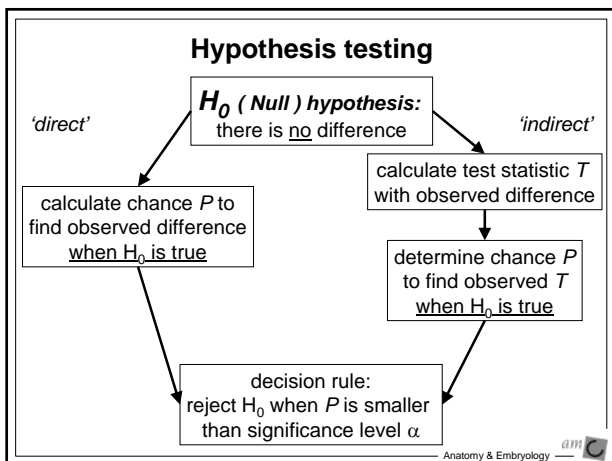 Hypothesis testing
H0 ( Null ) hypothesis:
there is no difference
'direct'
'indirect'
calculate chance P to
find observed difference
when H0 is true
calculate test statistic T
with observed difference
determine chance P
to find observed T
when H0 is true
decision rule:
reject H0 when P is smaller
than significance level α
Anatomy & Embryology
am